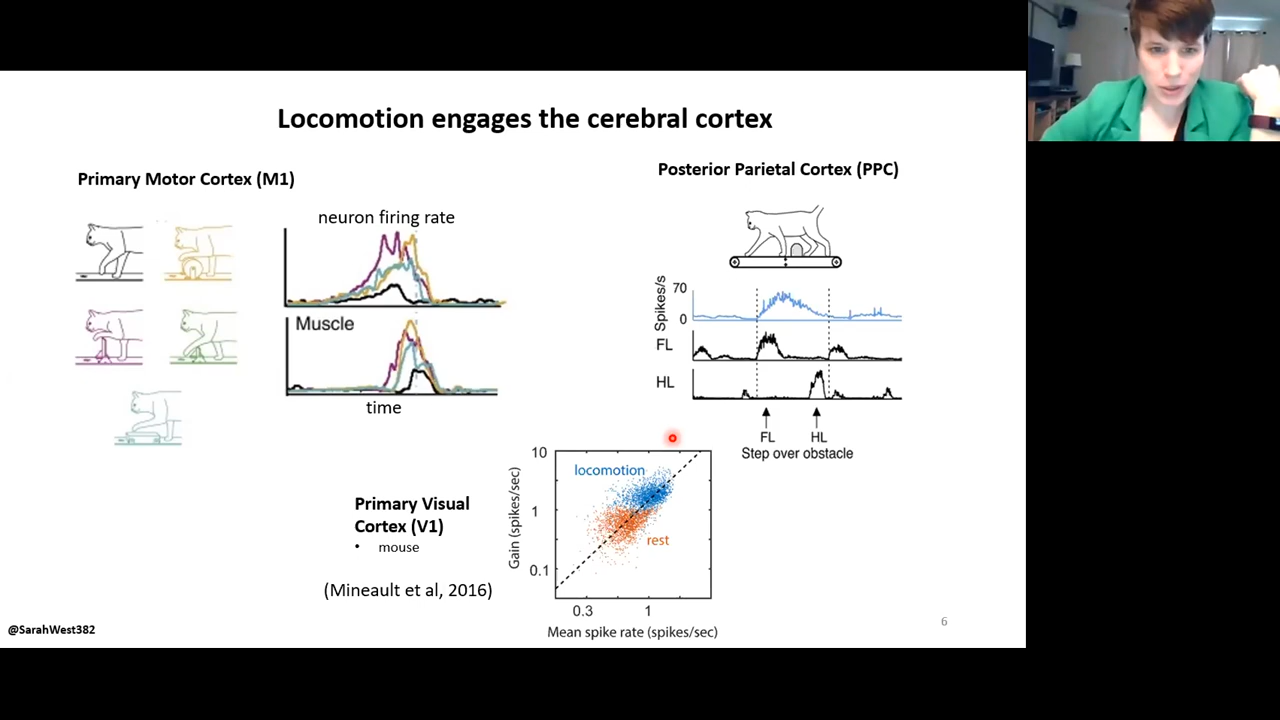 Locomotion engages the cerebral cortex
Primary Motor Cortex (M1)
neuron firing rate
Muscle
time
Posterior Parietal Cortex (PPC)
Spikes/s
70
0
FL
HL
FL
HL
Step over obstacle
Primary Visual
Cortex (V1)
• mouse
(Mineault et al, 2016)
Gain (spikes/sec)
10
1
0.1
locomotion
rest
0.3
1
Mean spike rate (spikes/sec)
@SarahWest382
6